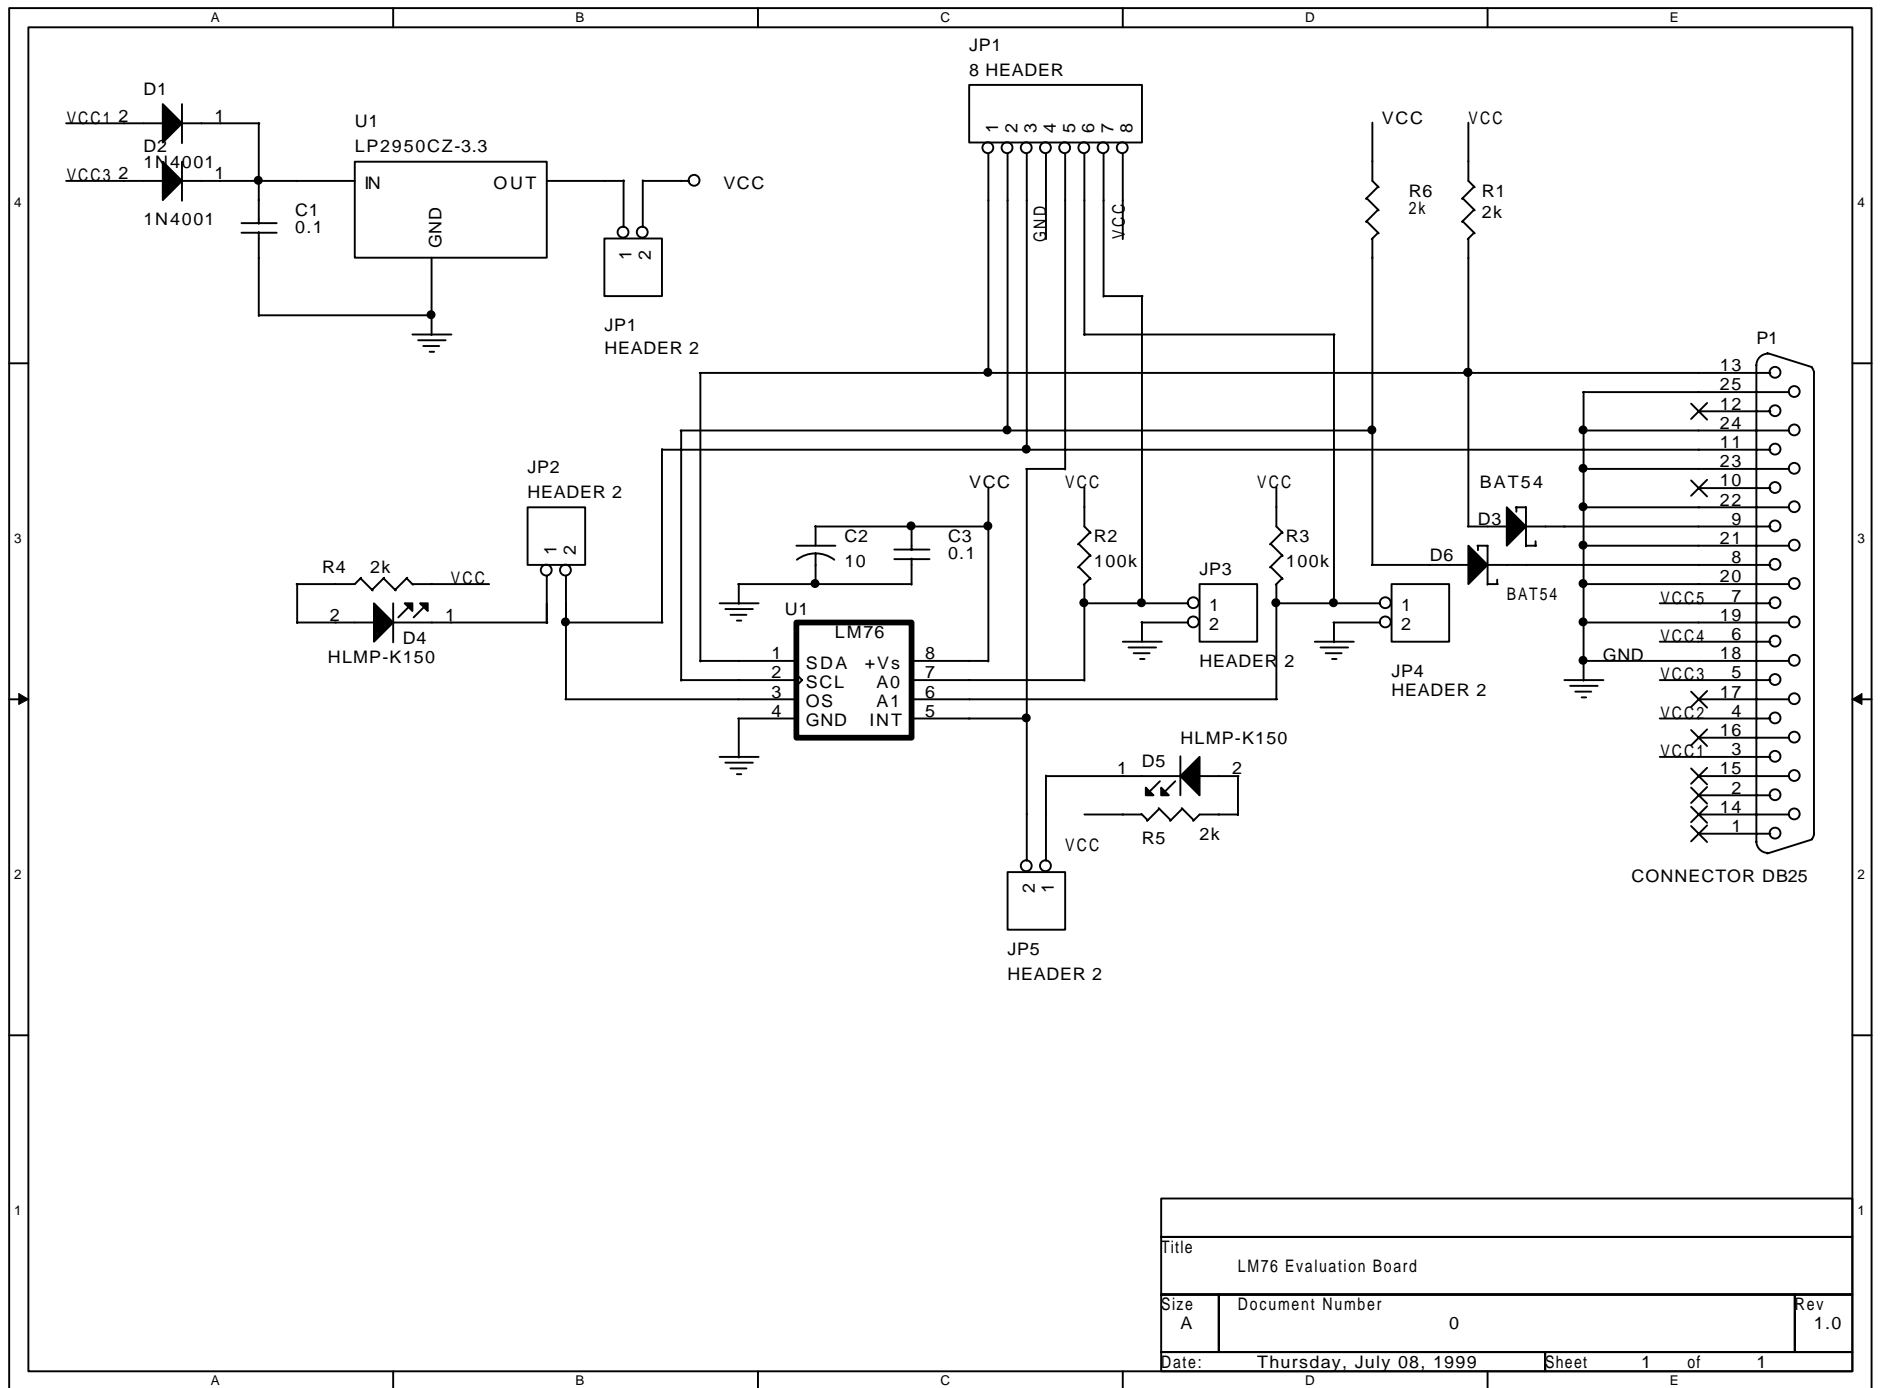 A B C D E
JP1
8 HEADER
1 2 3 4 5 6 7 8
GND
VCC
D1
VCC1 2 1
D2
1N4001
VCC3 2 1
1N4001
C1
0.1
U1
LP2950CZ-3.3
IN OUT
GND
VCC
1 2
JP1
HEADER 2
VCC VCC
R6
2k
R1
2k
4 4
P1
13
25
12
24
11
23
10
22
9
21
8
20
VCC5 7
19
VCC4 6
GND 18
VCC3 5
17
VCC2 4
16
VCC1 3
15
2
14
1
CONNECTOR DB25
BAT54
D3
D6
BAT54
JP2
HEADER 2
1 2
R4 2k
VCC
2 1
D4
HLMP-K150
3 3
VCC VCC VCC
C2
10
C3
0.1
R2
100k
R3
100k
JP3
1
2
HEADER 2
1
2
JP4
HEADER 2
U1
LM76
1 SDA +Vs 8
2 SCL A0 7
3 OS A1 6
4 GND INT 5
HLMP-K150
1 D5 2
R5 2k
VCC
2 1
JP5
HEADER 2
2 2
1 1
Title
LM76 Evaluation Board
Size
A
Document Number
0
Rev
1.0
Date: Thursday, July 08, 1999 Sheet 1 of 1
A B C D E